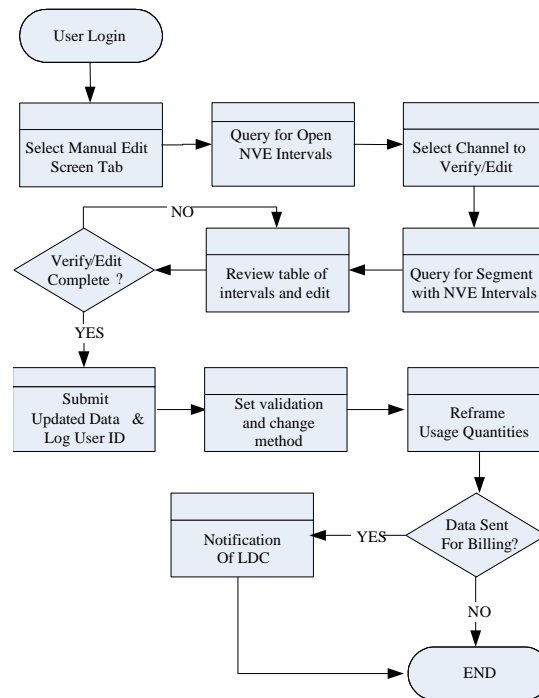 User Login
Select Manual Edit
Screen Tab
Query for Open
NVE Intervals
Select Channel to
Verify/Edit
NO
Verify/Edit
Complete ?
Review table of
intervals and edit
Query for Segment
with NVE Intervals
YES
Submit
Updated Data &
Log User ID
Set validation
and change
method
Reframe
Usage Quantities
Data Sent
For Billing?
YES
Notification
Of LDC
NO
END